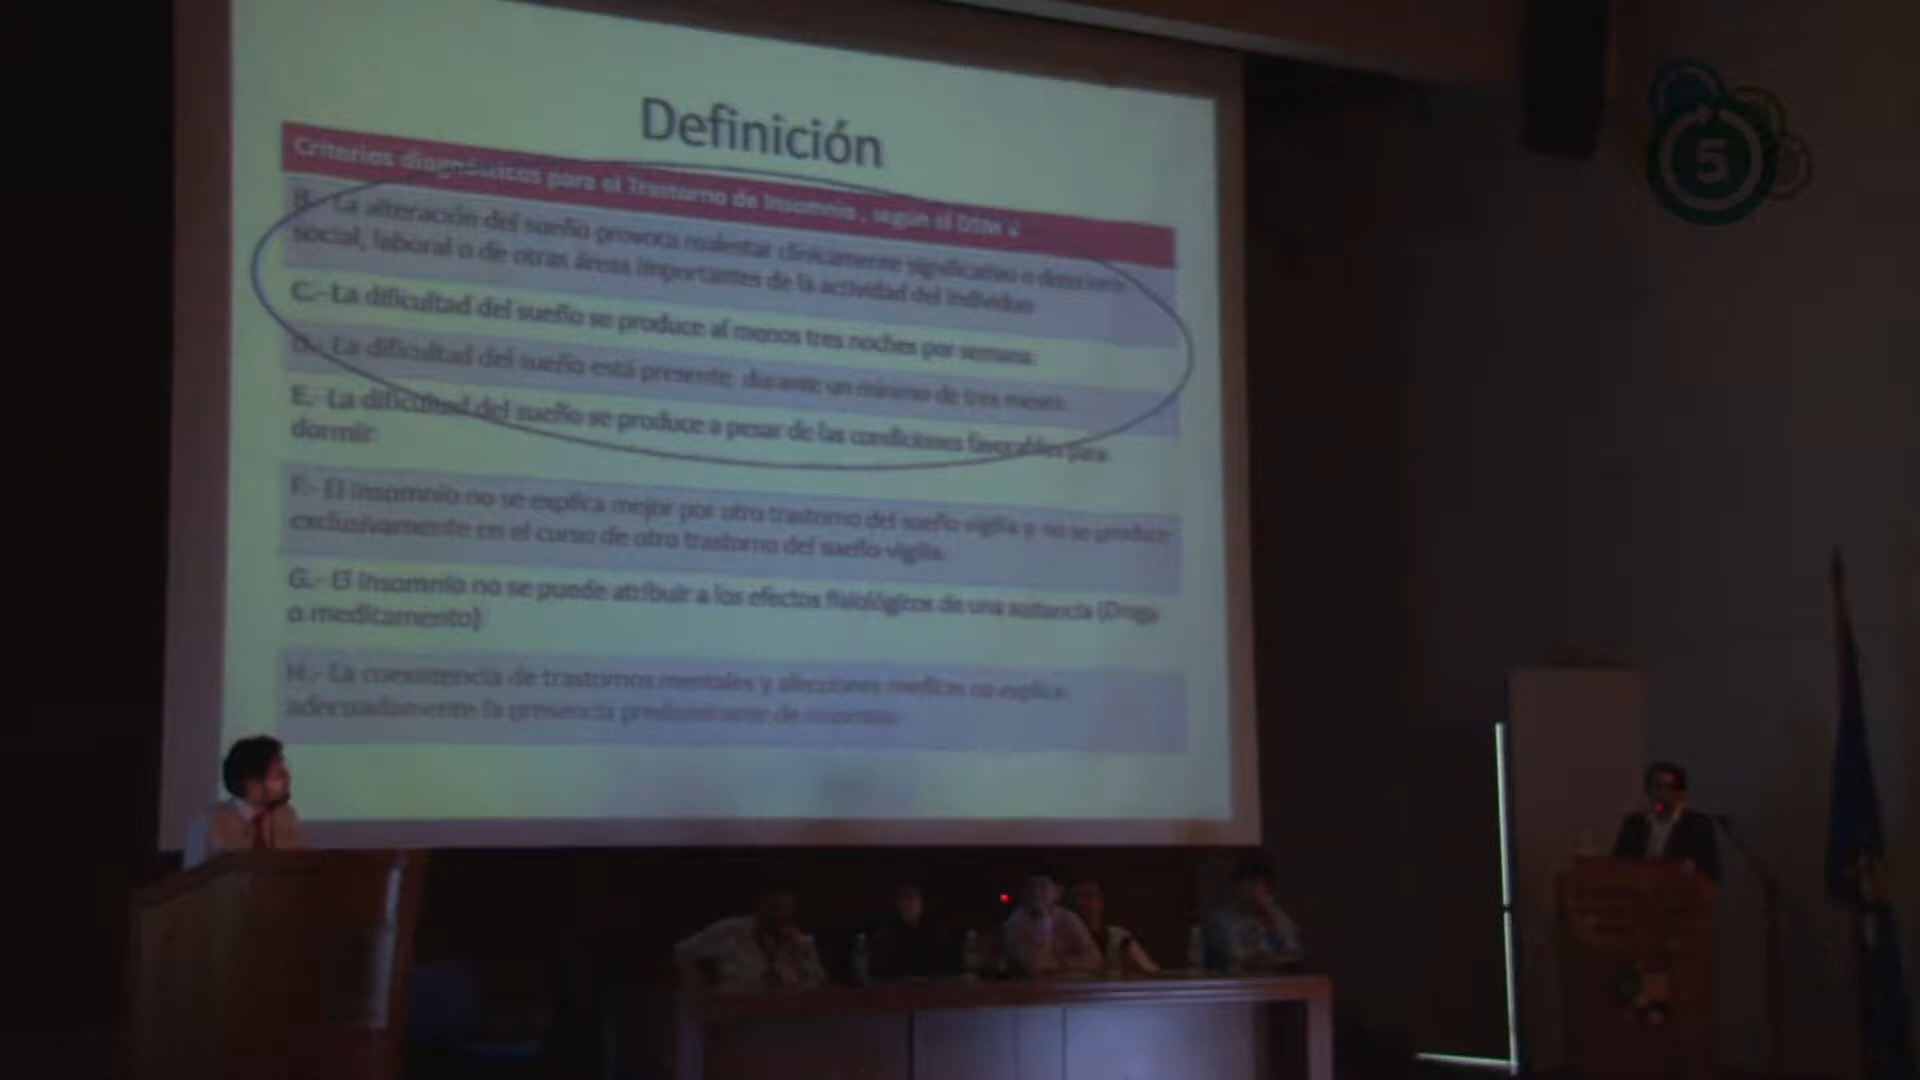 Definición
Criterios diagnósticos para el Trastorno de Insomnio , según el DSM
B.- La alteración del sueño provoca malestar clínicamente significativo o deterioro
social, laboral o de otras áreas importantes de la actividad del individuo
C.- La dificultad del sueño se produce al menos tres noches por semana
D.- La dificultad del sueño está presente durante un mínimo de tres meses
E.- La dificultad del sueño se produce a pesar de las condiciones favorables para
dormir
F.- El insomnio no se explica mejor por otro trastorno del sueño vigilia y no se produce
exclusivamente en el curso de otro trastorno del sueño-vigilia.
G.- El insomnio no se puede atribuir a los efectos fisiológicos de una sustancia (Droga
o medicamento)
H.- La coexistencia de trastornos mentales y afecciones medicas no explica
adecuadamente la presencia predominante de insomnio
5